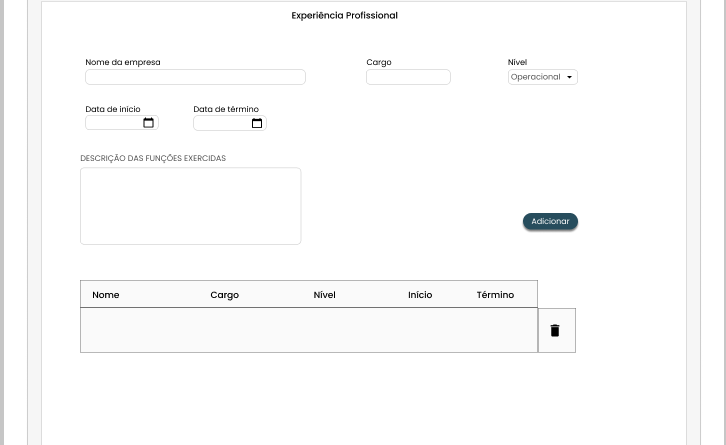 Experiência Profissional
Nome da empresa
Cargo
Nível
Operacional
Data de início
Data de término
DESCRIÇÃO DAS FUNÇÕES EXERCIDAS
Adicionar
Nome Cargo Nível Início Término